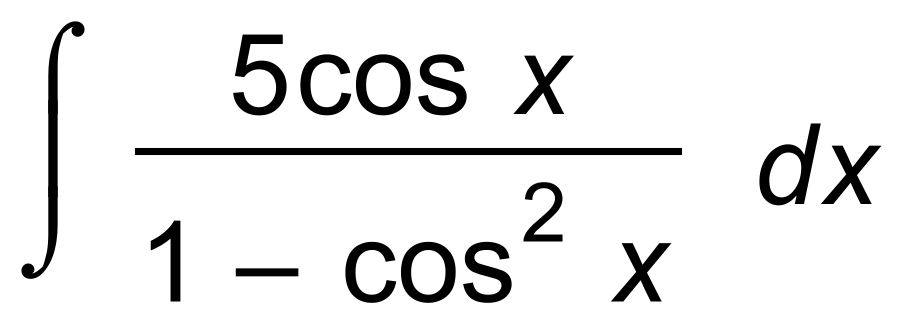 ∫ 5cos x / 1 − cos² x dx